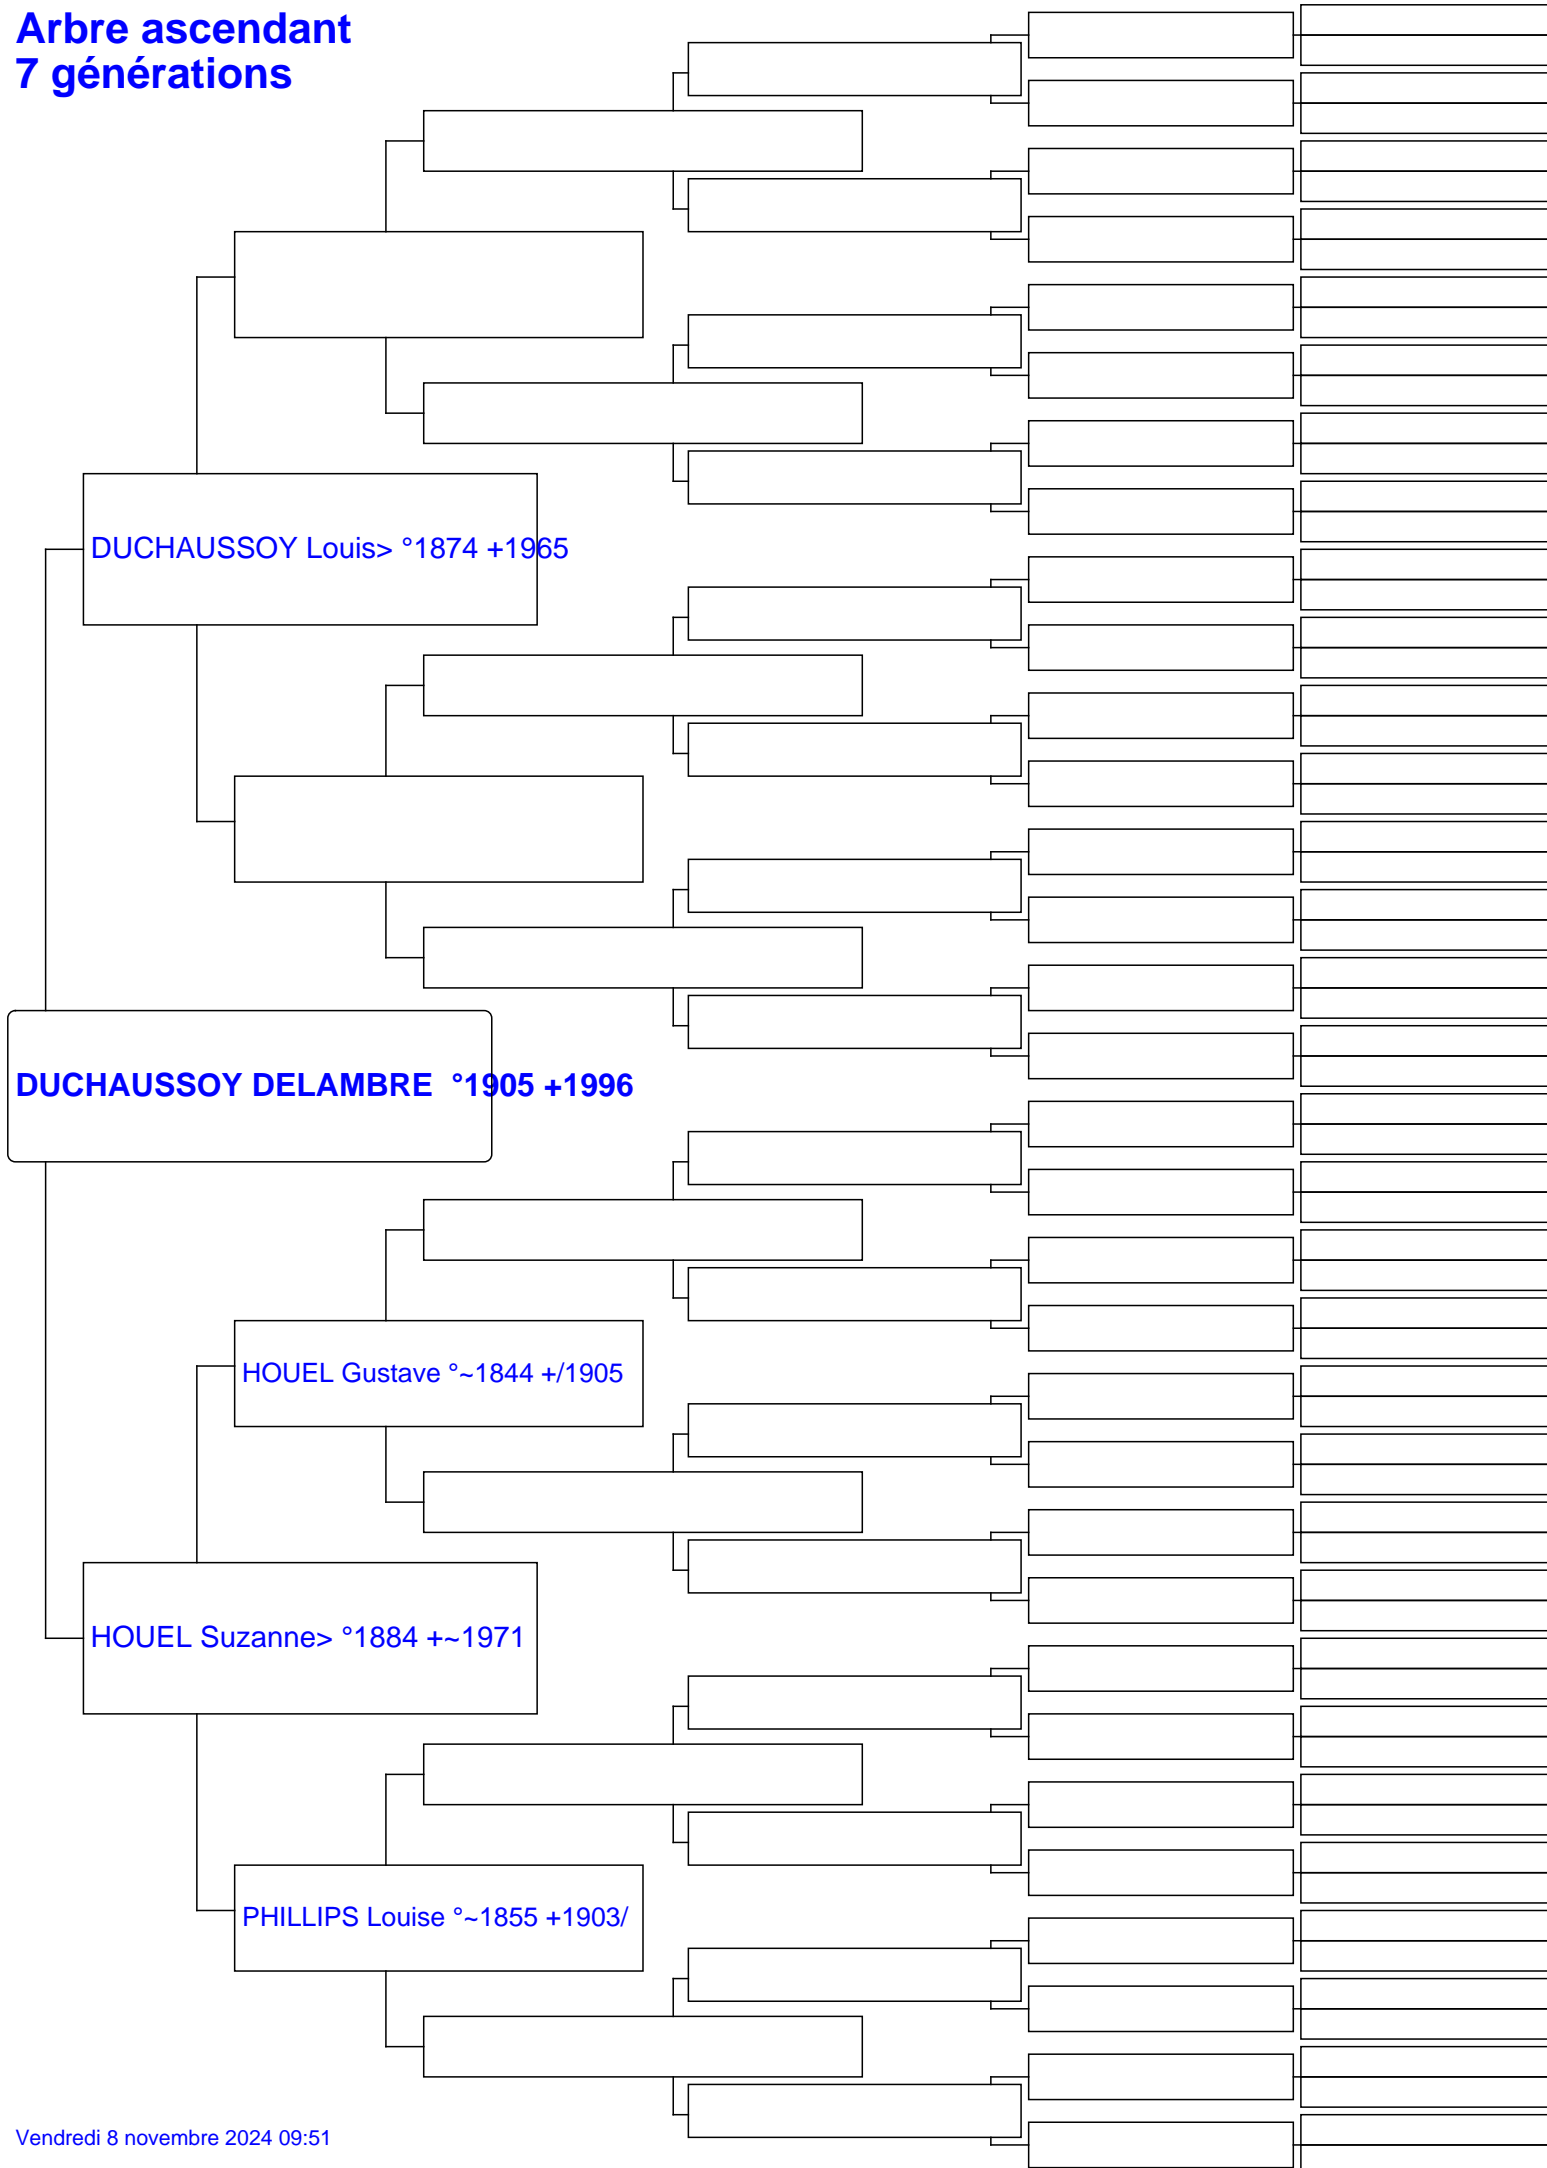 Arbre ascendant
7 générations
DUCHAUSSOY Louis> °1874 +1965
DUCHAUSSOY DELAMBRE  °1905 +1996
HOUEL Gustave °~1844 +/1905
HOUEL Suzanne> °1884 +~1971
PHILLIPS Louise °~1855 +1903/
Vendredi 8 novembre 2024 09:51